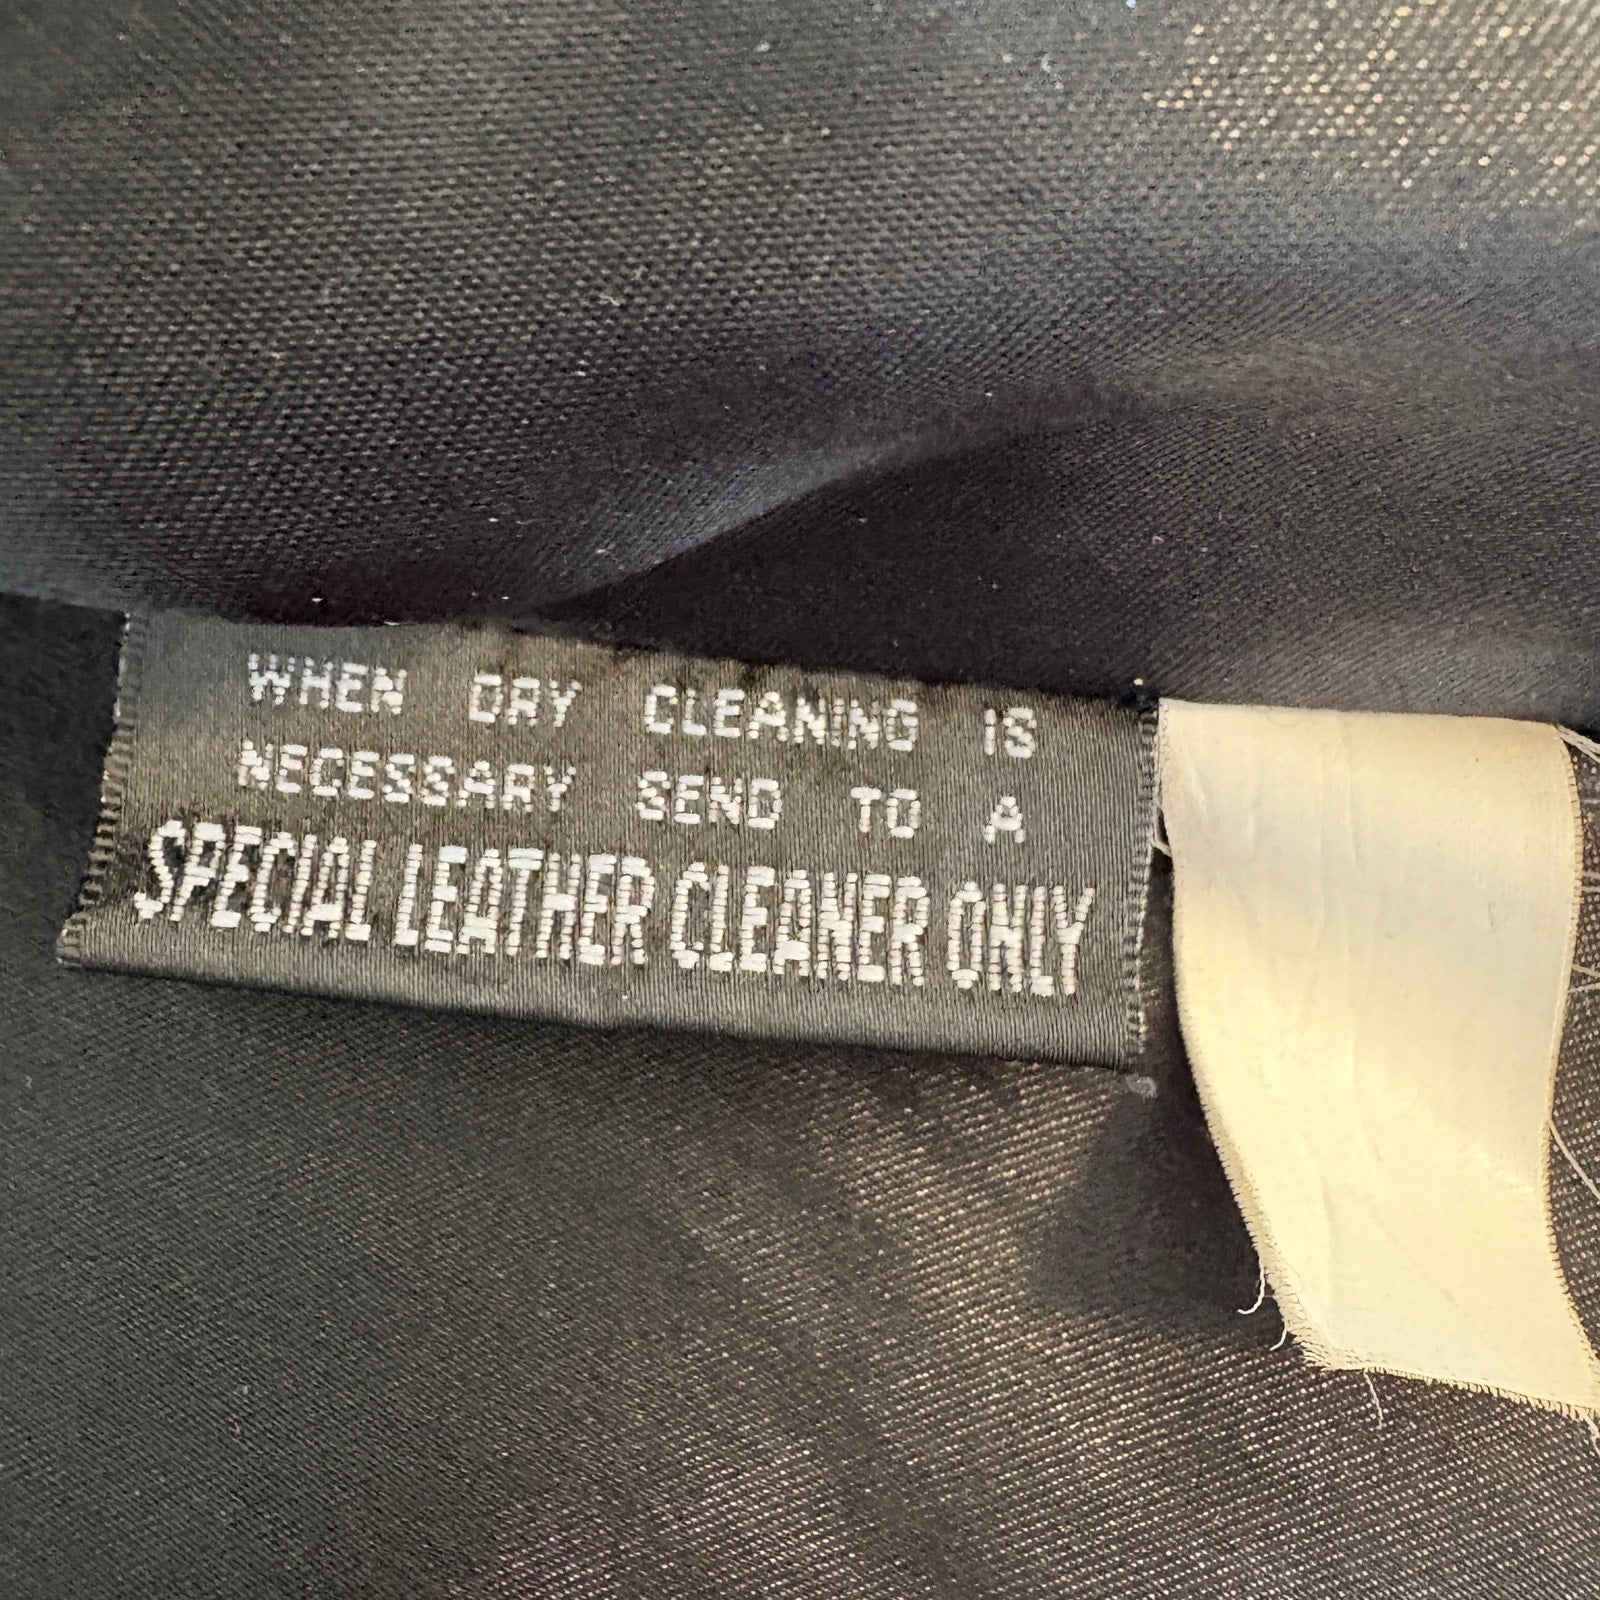 WHEN DRY CLEANING IS
NECESSARY SEND TO A
SPECIAL LEATHER CLEANER ONLY